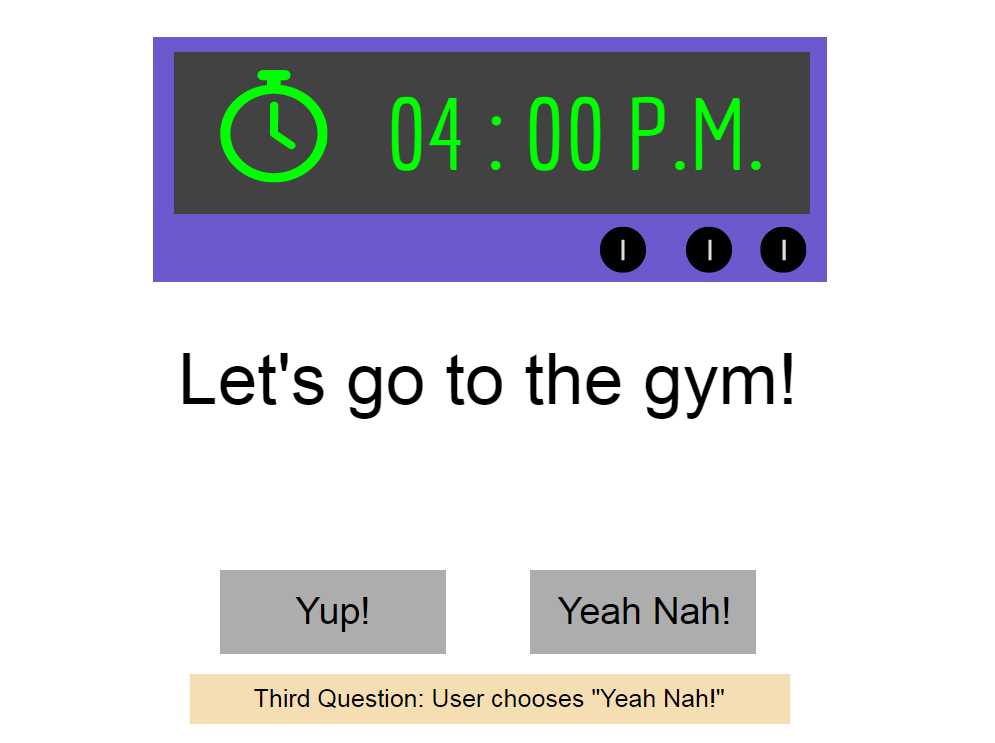 04 : 00 P.M.
Let's go to the gym!
Yup!
Yeah Nah!
Third Question: User chooses "Yeah Nah!"